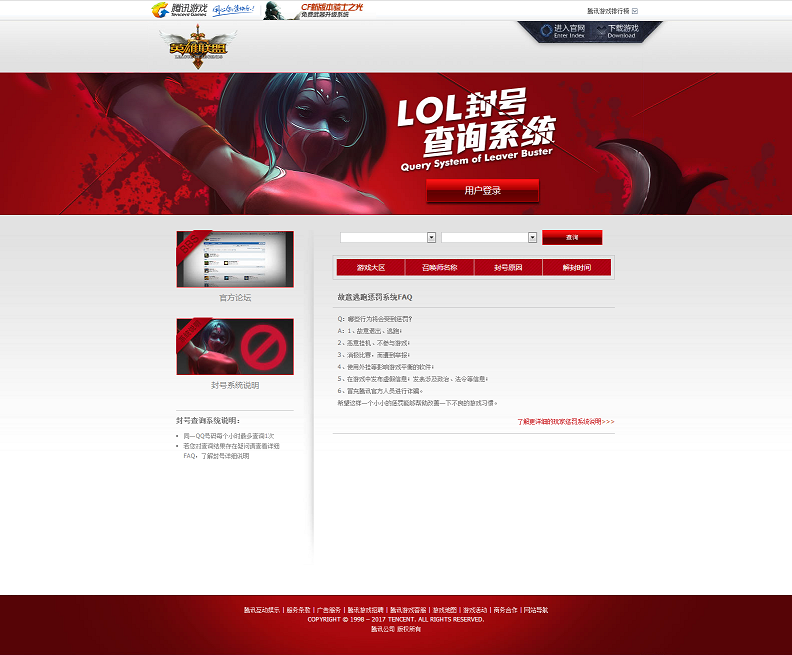 腾讯游戏
Tencent Games
CF新版本骑士之光
免费武器升级系统
腾讯游戏排行榜
进入官网
Enter Index
下载游戏
Download
英雄联盟
LOL封号
查询系统
Query System of Leaver Buster
用户登录
查询
游戏大区 召唤师名称 封号原因 解封时间
官方论坛
封号系统说明
封号查询系统说明：
同一QQ号码每个小时最多查询1次
若您对查询结果存在疑问请查看详细
FAQ，了解封号详细说明
故意逃跑惩罚系统FAQ
Q：哪些行为将会受到惩罚？
A：1、故意退出、逃跑；
2、恶意挂机、不参与游戏；
3、消极比赛，而遭到举报；
4、使用外挂等影响游戏平衡的软件；
5、在游戏中发布虚假信息；发表涉及政治、法令等信息；
6、冒充腾讯官方人员进行诈骗。
希望这样一个小小的惩罚能够帮助改善一下不良的游戏习惯。
了解更详细的玩家惩罚系统说明>>>
腾讯互动娱乐 | 服务条款 | 广告服务 | 腾讯游戏招聘 | 腾讯游戏客服 | 游戏地图 | 游戏活动 | 商务合作 | 网站导航
COPYRIGHT © 1998 – 2017 TENCENT. ALL RIGHTS RESERVED.
腾讯公司 版权所有